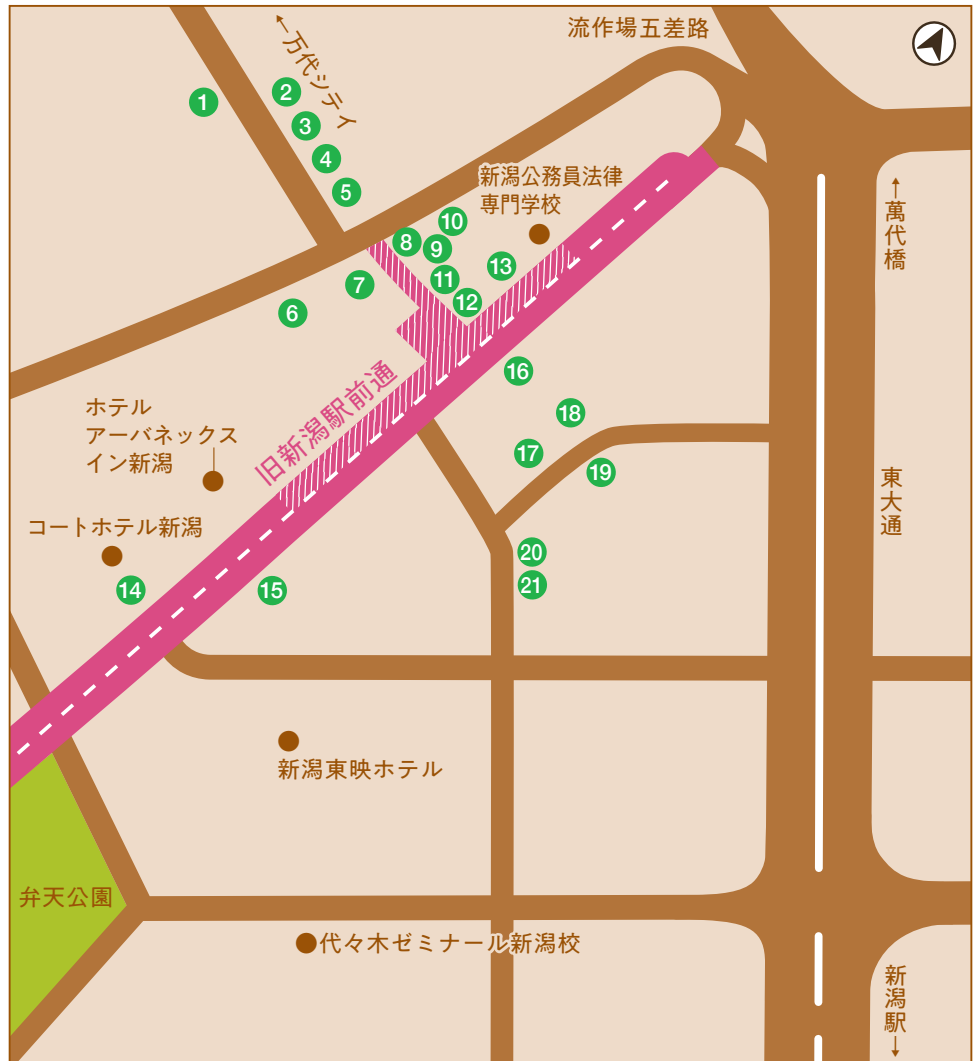 流作場五差路
←万代シテイ
1
2
3
4
5
新潟公務員法律
専門学校
←萬代橋
10
8
9
7
11
13
12
6
16
旧新潟駅前通
ホテル
アーバネックス
イン新潟
18
17
19
東大通
コートホテル新潟
20
21
14
15
新潟東映ホテル
弁天公園
代々木ゼミナール新潟校
新潟駅→